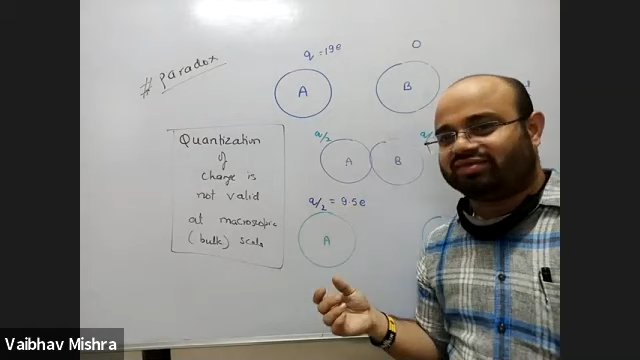 # Paradox
q = 19e
0
A
B
q/2
A
B
Quantization
of
charge is
not valid
at macroscopic
(bulk) scale
q/2 = 9.5e
A
Vaibhav Mishra